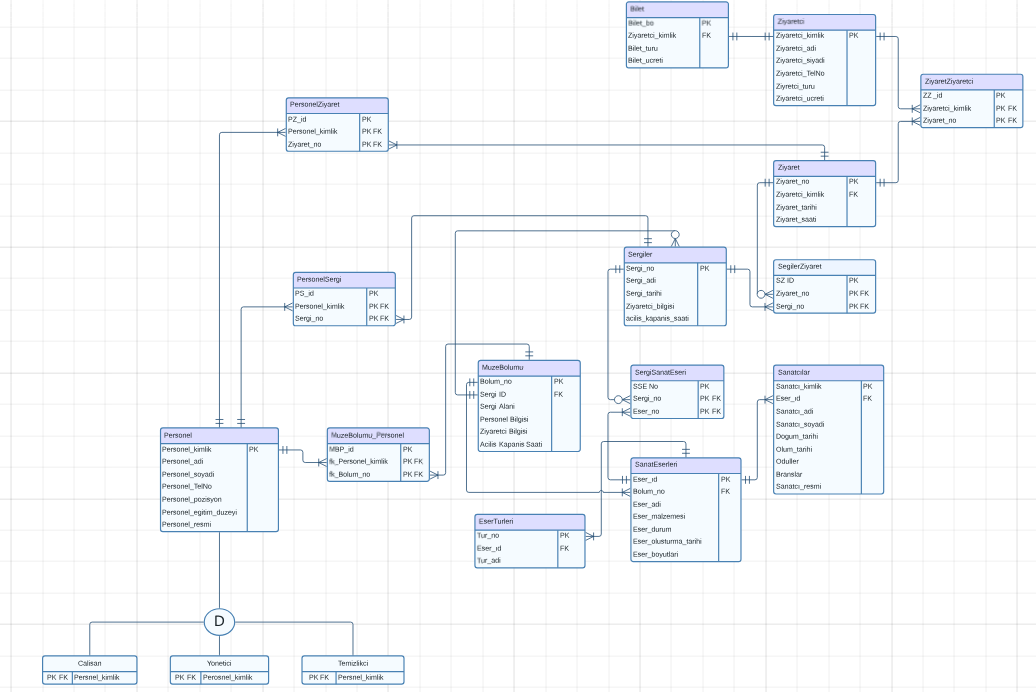 Bilet
Bilet_bo PK
Ziyaretci_kimlik FK
Bilet_turu
Bilet_ucreti
Ziyaretci
Ziyaretci_kimlik PK
Ziyaretci_adi
Ziyaretci_siyadi
Ziyaretci_TelNo
Ziyretci_turu
Ziyaretci_ucreti
ZiyaretZiyaretci
ZZ_id PK
Ziyaretci_kimlik PK FK
Ziyaret_no PK FK
PersonelZiyaret
PZ_id PK
Personel_kimlik PK FK
Ziyaret_no PK FK
Ziyaret
Ziyaret_no PK
Ziyaretci_kimlik FK
Ziyaret_tarihi
Ziyaret_saati
Sergiler
Sergi_no PK
Sergi_adi
Sergi_tarihi
Ziyaretci_bilgisi
acilis_kapanis_saati
SegilerZiyaret
SZ ID PK
Ziyaret_no PK FK
Sergi_no PK FK
PersonelSergi
PS_id PK
Personel_kimlik PK FK
Sergi_no PK FK
MuzeBolumu
Bolum_no PK
Sergi ID FK
Sergi Alani
Personel Bilgisi
Ziyaretci Bilgisi
Acilis Kapanis Saati
SergiSanatEseri
SSE No PK
Sergi_no PK FK
Eser_no PK FK
Sanatcılar
Sanatcı_kimlik PK
Eser_ıd FK
Sanatcı_adi
Sanatcı_soyadi
Dogum_tarihi
Olum_tarihi
Oduller
Branslar
Sanatcı_resmi
Personel
Personel_kimlik PK
Personel_adi
Personel_soyadi
Personel_TelNo
Personel_pozisyon
Personel_egitim_duzeyi
Personel_resmi
MuzeBolumu_Personel
MBP_id PK
fk_Personel_kimlik PK FK
fk_Bolum_no PK FK
SanatEserleri
Eser_ıd PK
Bolum_no FK
Eser_adi
Eser_malzemesi
Eser_durum
Eser_olusturma_tarihi
Eser_boyutlari
EserTurleri
Tur_no PK
Eser_ıd FK
Tur_adi
D
Calisan
PK FK Persnel_kimlik
Yonetici
PK FK Perosnel_kimlik
Temizlikci
PK FK Persnel_kimlik